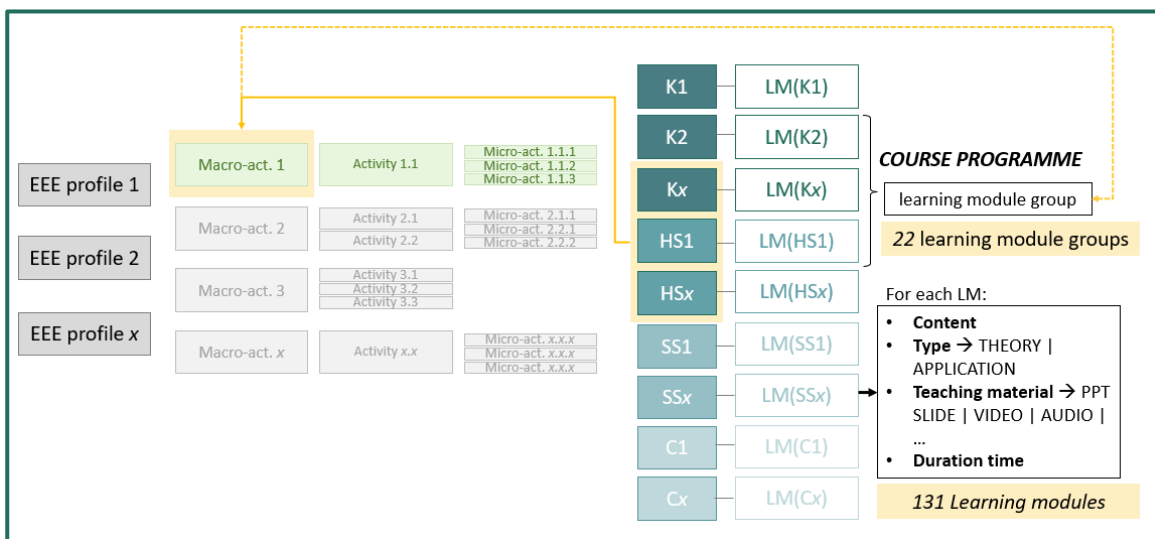 EEE profile 1
EEE profile 2
EEE profile x
Macro-act. 1
Activity 1.1
Micro-act. 1.1.1
Micro-act. 1.1.2
Micro-act. 1.1.3
Macro-act. 2
Activity 2.1
Activity 2.2
Micro-act. 2.1.1
Micro-act. 2.2.1
Micro-act. 2.2.2
Macro-act. 3
Activity 3.1
Activity 3.2
Activity 3.3
Macro-act. x
Activity x.x
Micro-act. x.x.x
Micro-act. x.x.x
Micro-act. x.x.x
K1
LM(K1)
K2
LM(K2)
Kx
LM(Kx)
HS1
LM(HS1)
HSx
LM(HSx)
SS1
LM(SS1)
SSx
LM(SSx)
C1
LM(C1)
Cx
LM(Cx)
COURSE PROGRAMME
learning module group
22 learning module groups
For each LM:
• Content
• Type → THEORY |
APPLICATION
• Teaching material → PPT
SLIDE | VIDEO | AUDIO |
...
• Duration time
131 Learning modules